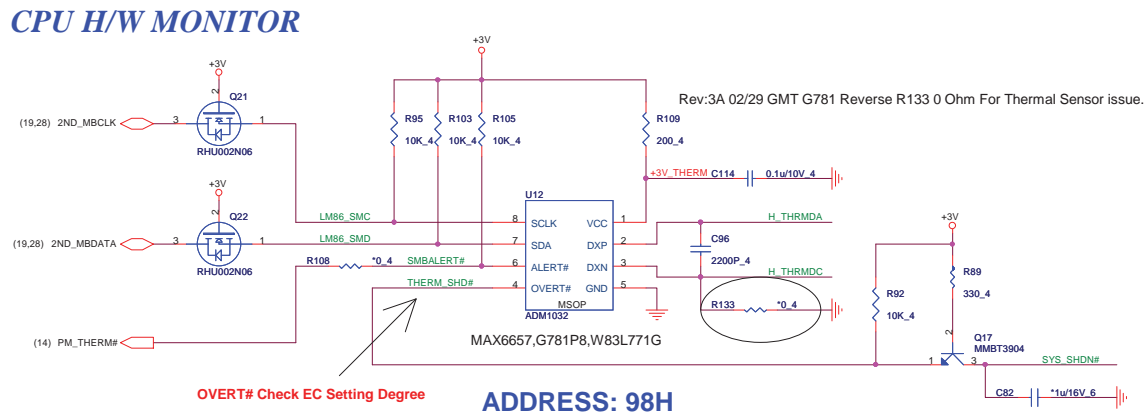 CPU H/W MONITOR
+3V
+3V
Q21
2
(19,28) 2ND_MBCLK
3
1
RHU002N06
R95
10K_4
R103
10K_4
R105
10K_4
R109
200_4
Rev:3A 02/29 GMT G781 Reverse R133 0 Ohm For Thermal Sensor issue.
+3V_THERM
C114
0.1u/10V_4
+3V
Q22
2
(19,28) 2ND_MBDATA
3
1
RHU002N06
U12
LM86_SMC
8
SCLK
VCC
1
LM86_SMD
7
SDA
DXP
2
H_THRMDA
R108
*0_4
SMBALERT#
6
ALERT#
DXN
3
C96
2200P_4
H_THRMDC
THERM_SHD#
4
OVERT#
GND
5
MSOP
ADM1032
MAX6657,G781P8,W83L771G
R133
*0_4
+3V
R89
330_4
R92
10K_4
(14) PM_THERM#
2
Q17
MMBT3904
1
3
SYS_SHDN#
C82
*1u/16V_6
OVERT# Check EC Setting Degree
ADDRESS: 98H